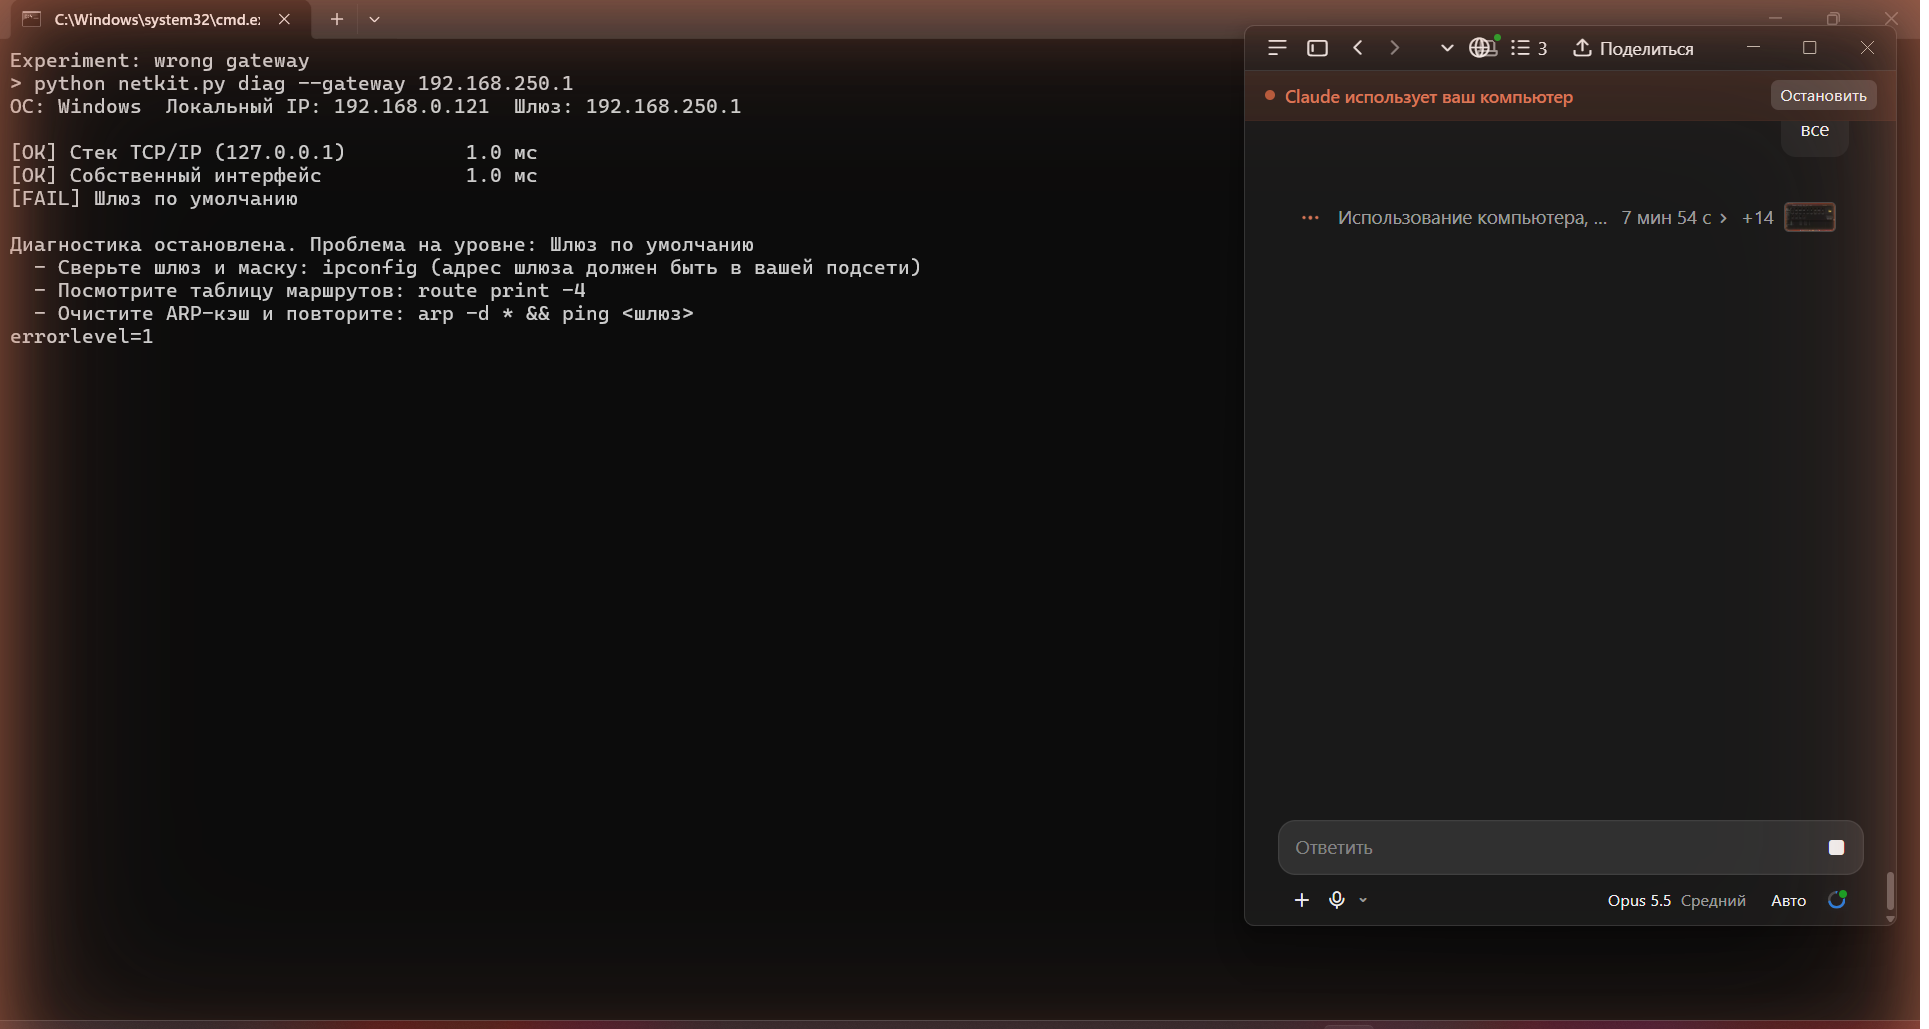 C:\Windows\system32\cmd.e
Experiment: wrong gateway
> python netkit.py diag --gateway 192.168.250.1
ОС: Windows  Локальный IP: 192.168.0.121  Шлюз: 192.168.250.1
[OK] Стек TCP/IP (127.0.0.1)          1.0 мс
[OK] Собственный интерфейс            1.0 мс
[FAIL] Шлюз по умолчанию
Диагностика остановлена. Проблема на уровне: Шлюз по умолчанию
  - Сверьте шлюз и маску: ipconfig (адрес шлюза должен быть в вашей подсети)
  - Посмотрите таблицу маршрутов: route print -4
  - Очистите ARP-кэш и повторите: arp -d * && ping <шлюз>
errorlevel=1
3 Поделиться
Claude использует ваш компьютер Остановить
все
Использование компьютера, ... 7 мин 54 с > +14
Ответить
Opus 5.5 Средний Авто